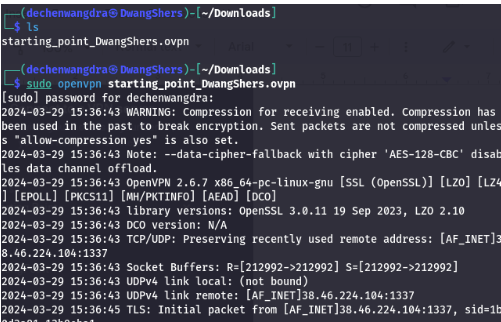 (dechenwangdra㉿DwangShers)-[~/Downloads]
$ ls
starting_point_DwangShers.ovpn
(dechenwangdra㉿DwangShers)-[~/Downloads]
$ sudo openvpn starting_point_DwangShers.ovpn
[sudo] password for dechenwangdra:
2024-03-29 15:36:43 WARNING: Compression for receiving enabled. Compression has
been used in the past to break encryption. Sent packets are not compressed unles
s "allow-compression yes" is also set.
2024-03-29 15:36:43 Note: --data-cipher-fallback with cipher 'AES-128-CBC' disab
les data channel offload.
2024-03-29 15:36:43 OpenVPN 2.6.7 x86_64-pc-linux-gnu [SSL (OpenSSL)] [LZO] [LZ4
] [EPOLL] [PKCS11] [MH/PKTINFO] [AEAD] [DCO]
2024-03-29 15:36:43 library versions: OpenSSL 3.0.11 19 Sep 2023, LZO 2.10
2024-03-29 15:36:43 DCO version: N/A
2024-03-29 15:36:43 TCP/UDP: Preserving recently used remote address: [AF_INET]3
8.46.224.104:1337
2024-03-29 15:36:43 Socket Buffers: R=[212992->212992] S=[212992->212992]
2024-03-29 15:36:43 UDPv4 link local: (not bound)
2024-03-29 15:36:43 UDPv4 link remote: [AF_INET]38.46.224.104:1337
2024-03-29 15:36:45 TLS: Initial packet from [AF_INET]38.46.224.104:1337, sid=1b